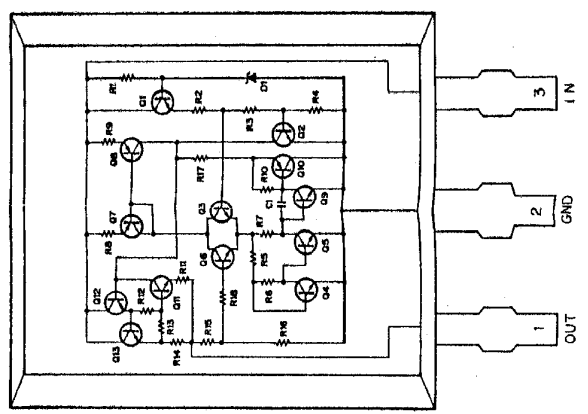 R1
D1
Q1
R2
R3
R4
Q2
R9
Q8
R17
R10
Q10
C1
Q9
Q7
R8
Q3
R7
Q5
Q6
R5
R6
Q4
R18
Q12
R11
R12
Q11
R13
Q13
R14
R15
R16
3
IN
2
GND
1
OUT